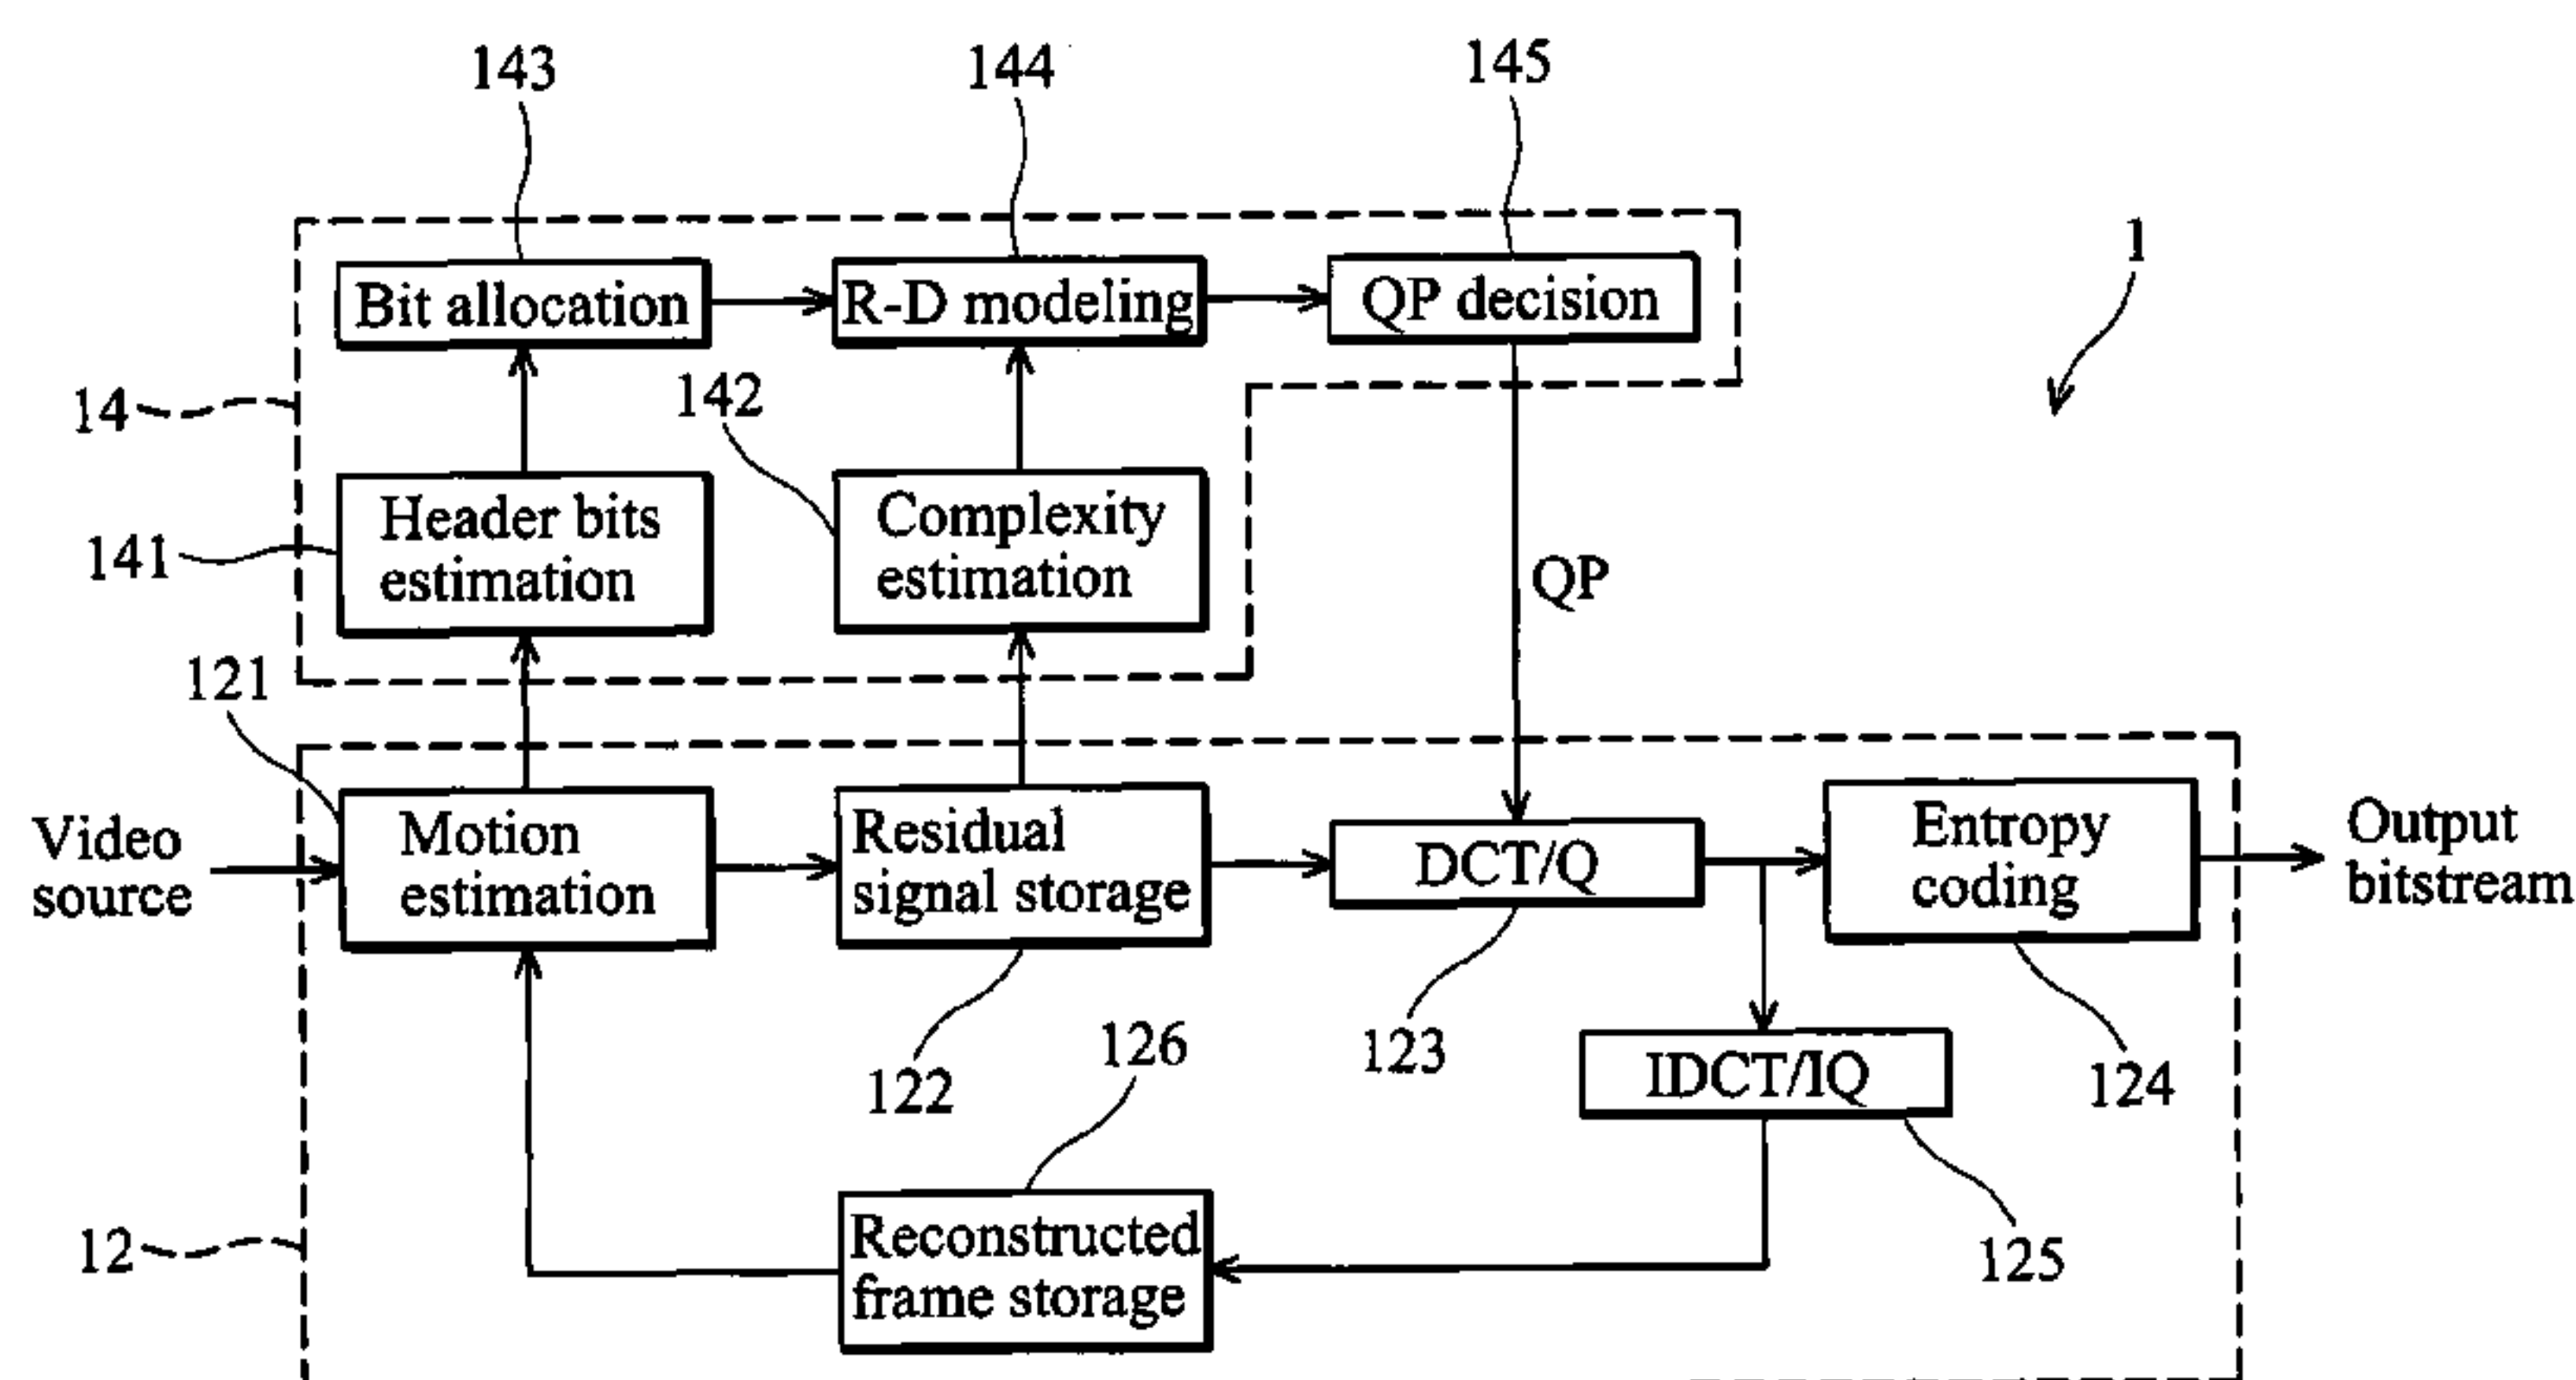 143
144
145
1
Bit allocation
R-D modeling
QP decision
14
142
141
Header bits
estimation
Complexity
estimation
QP
121
Video
source
Motion
estimation
Residual
signal storage
DCT/Q
Entropy
coding
Output
bitstream
122
126
123
IDCT/IQ
124
12
Reconstructed
frame storage
125